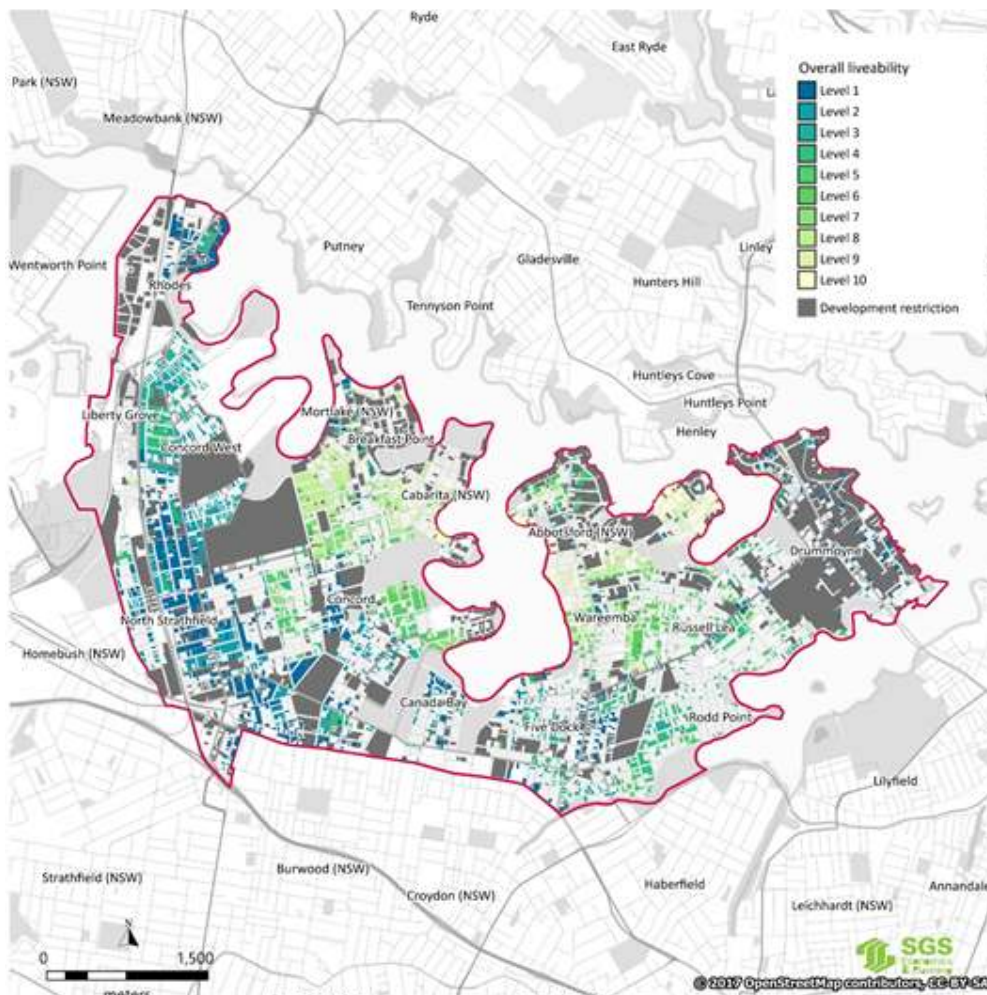 Ryde
East Ryde
Park (NSW)
Meadowbank (NSW)
Overall liveability
Level 1
Level 2
Level 3
Level 4
Level 5
Level 6
Level 7
Level 8
Level 9
Level 10
Development restriction
Putney
Linley
Wentworth Point
Gladesville
Rhodes
Hunters Hill
Tennyson Point
Huntleys Cove
Huntleys Point
Liberty Grove
Mortlake (NSW)
Henley
Breakfast Point
Concord West
Cabarita (NSW)
Abbotsford (NSW)
Drummoyne
Concord
North Strathfield
Wareemba
Russell Lea
Homebush (NSW)
Canada Bay
Rodd Point
Five Dock
Lilyfield
Strathfield (NSW)
Burwood (NSW)
Croydon (NSW)
Haberfield
Annandale
Leichhardt (NSW)
N
0 1,500
meters
SGS
Economics
& Planning
© 2017 OpenStreetMap contributors, CC-BY-SA